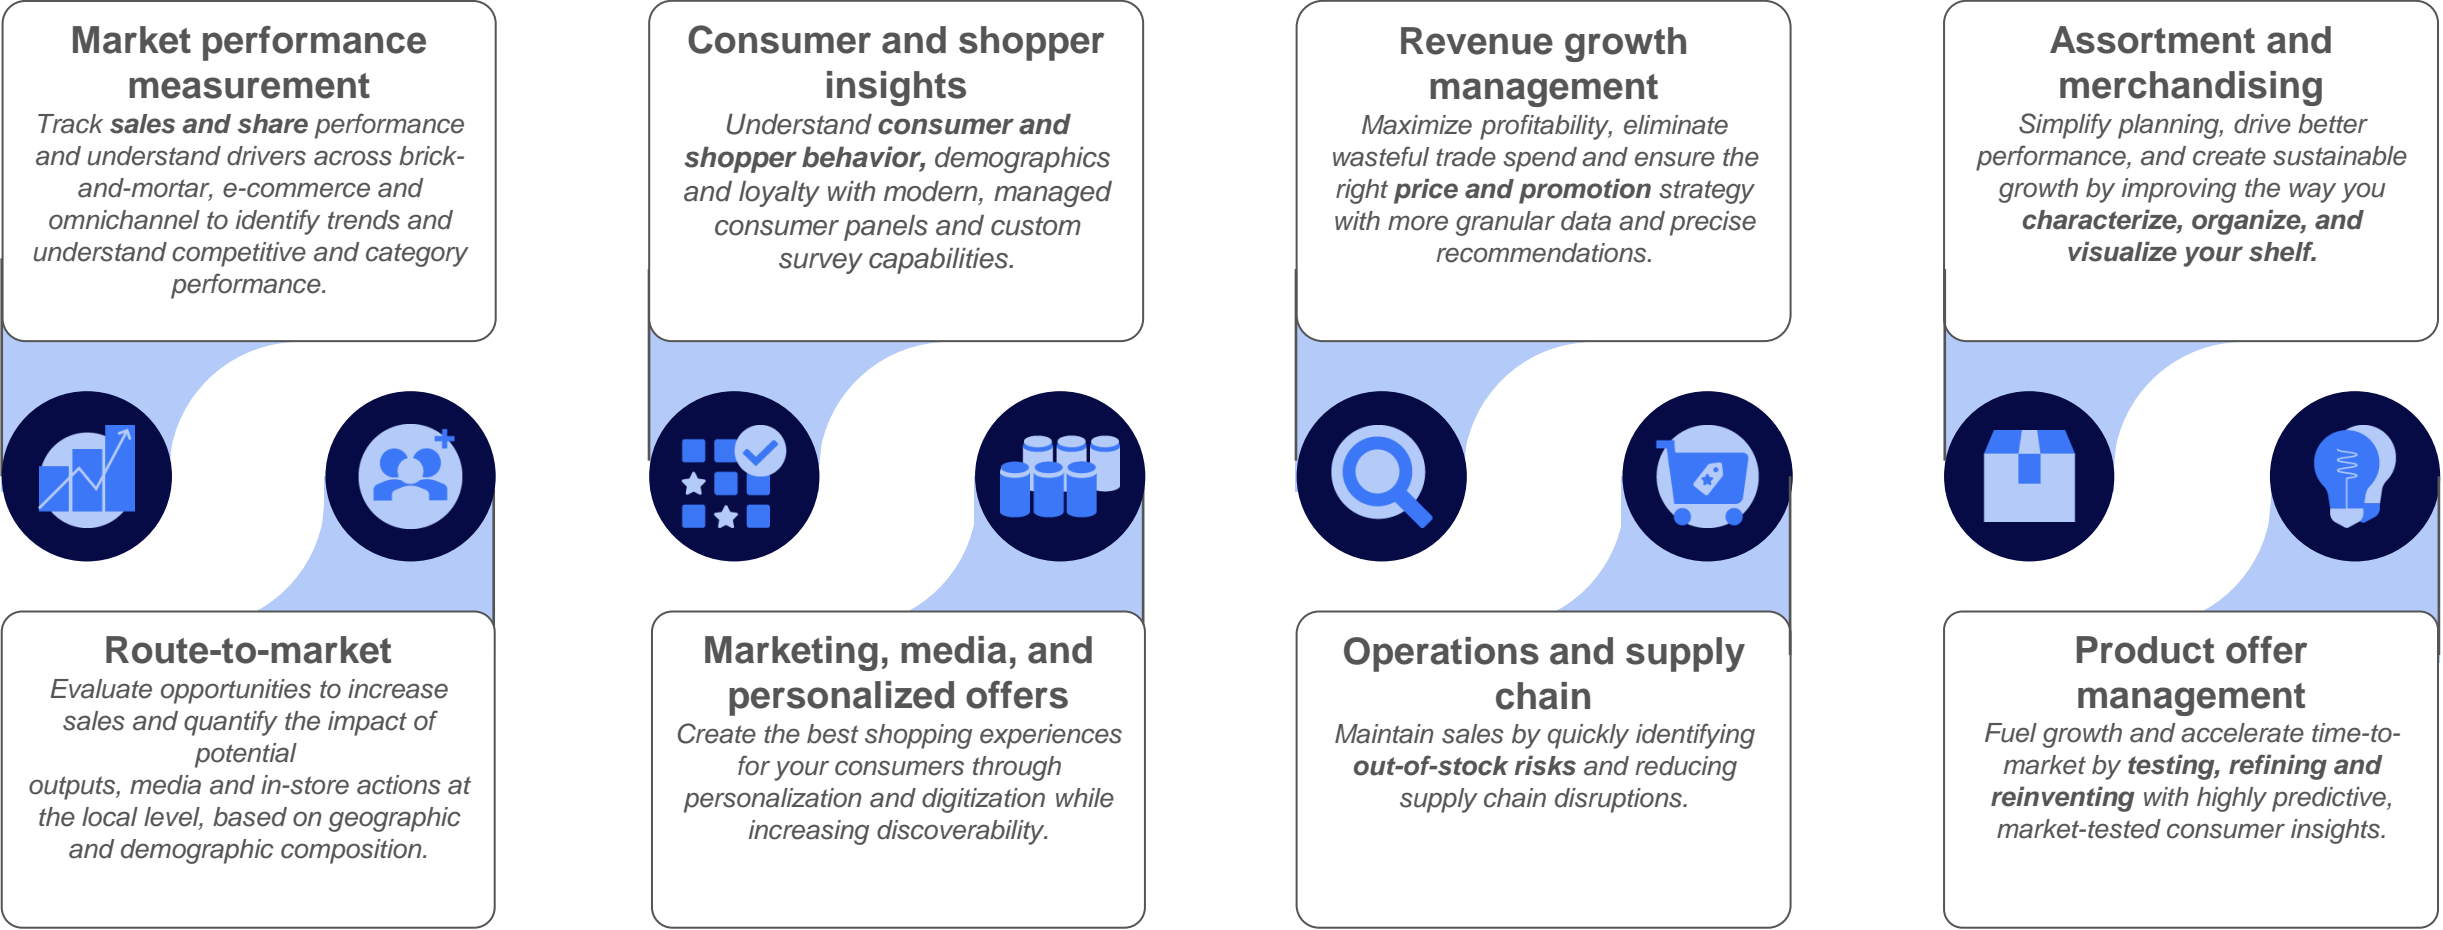 Market performance
measurement
Track sales and share performance
and understand drivers across brick-
and-mortar, e-commerce and
omnichannel to identify trends and
understand competitive and category
performance.
Consumer and shopper
insights
Understand consumer and
shopper behavior, demographics
and loyalty with modern, managed
consumer panels and custom
survey capabilities.
Revenue growth
management
Maximize profitability, eliminate
wasteful trade spend and ensure the
right price and promotion strategy
with more granular data and precise
recommendations.
Assortment and
merchandising
Simplify planning, drive better
performance, and create sustainable
growth by improving the way you
characterize, organize, and
visualize your shelf.
Route-to-market
Evaluate opportunities to increase
sales and quantify the impact of
potential
outputs, media and in-store actions at
the local level, based on geographic
and demographic composition.
Marketing, media, and
personalized offers
Create the best shopping experiences
for your consumers through
personalization and digitization while
increasing discoverability.
Operations and supply
chain
Maintain sales by quickly identifying
out-of-stock risks and reducing
supply chain disruptions.
Product offer
management
Fuel growth and accelerate time-to-
market by testing, refining and
reinventing with highly predictive,
market-tested consumer insights.